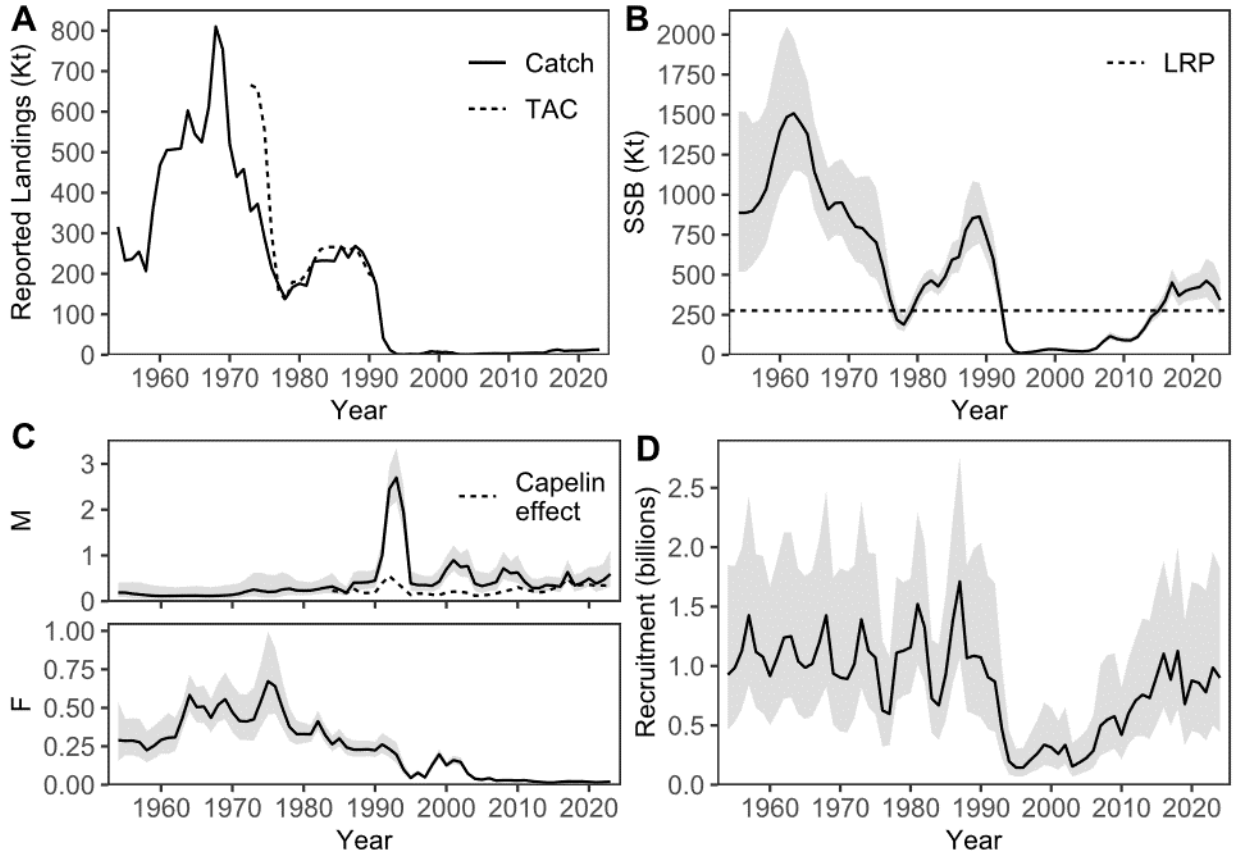 A
Reported Landings (Kt)
800
700
600
500
400
300
200
100
0
Catch
TAC
1960 1970 1980 1990 2000 2010 2020
Year
B
SSB (Kt)
2000
1750
1500
1250
1000
750
500
250
0
LRP
1960 1970 1980 1990 2000 2010 2020
Year
C
M
3
2
1
0
Capelin
effect
F
1.00
0.75
0.50
0.25
0.00
1960 1970 1980 1990 2000 2010 2020
Year
D
Recruitment (billions)
2.5
2.0
1.5
1.0
0.5
0.0
1960 1970 1980 1990 2000 2010 2020
Year